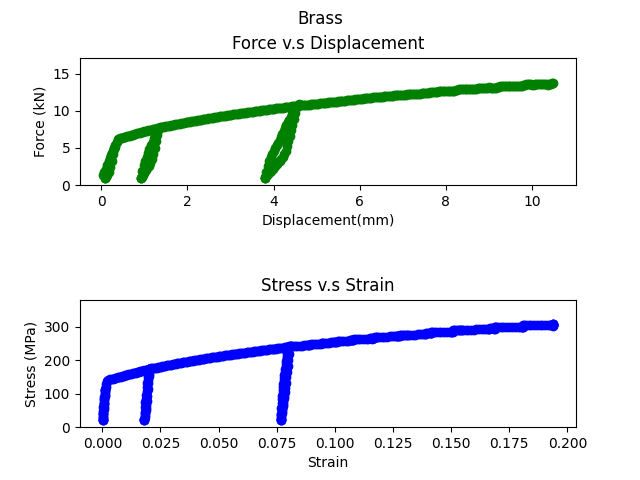 Brass
Force v.s Displacement
Force (kN)
15
10
5
0
0 2 4 6 8 10
Displacement(mm)
Stress v.s Strain
Stress (MPa)
300
200
100
0
0.000 0.025 0.050 0.075 0.100 0.125 0.150 0.175 0.200
Strain